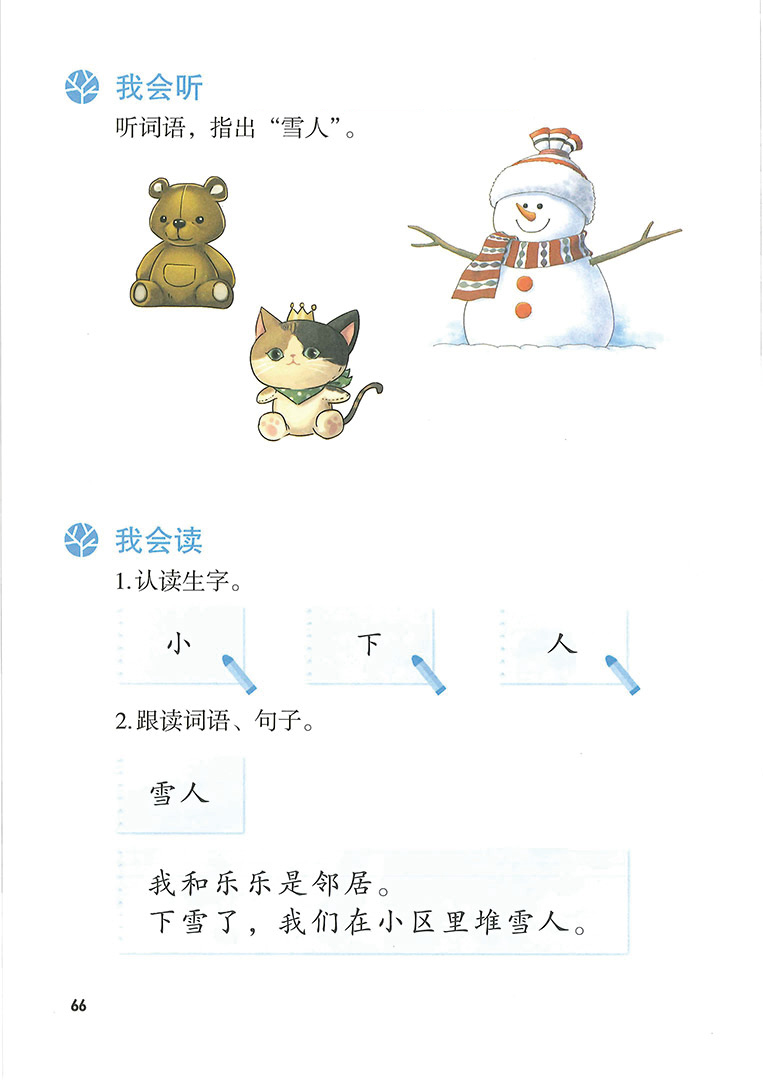 我会听
听词语，指出“雪人”。
我会读
1.认读生字。
小 下 人
2.跟读词语、句子。
雪人
我和乐乐是邻居。
下雪了，我们在小区里堆雪人。
66